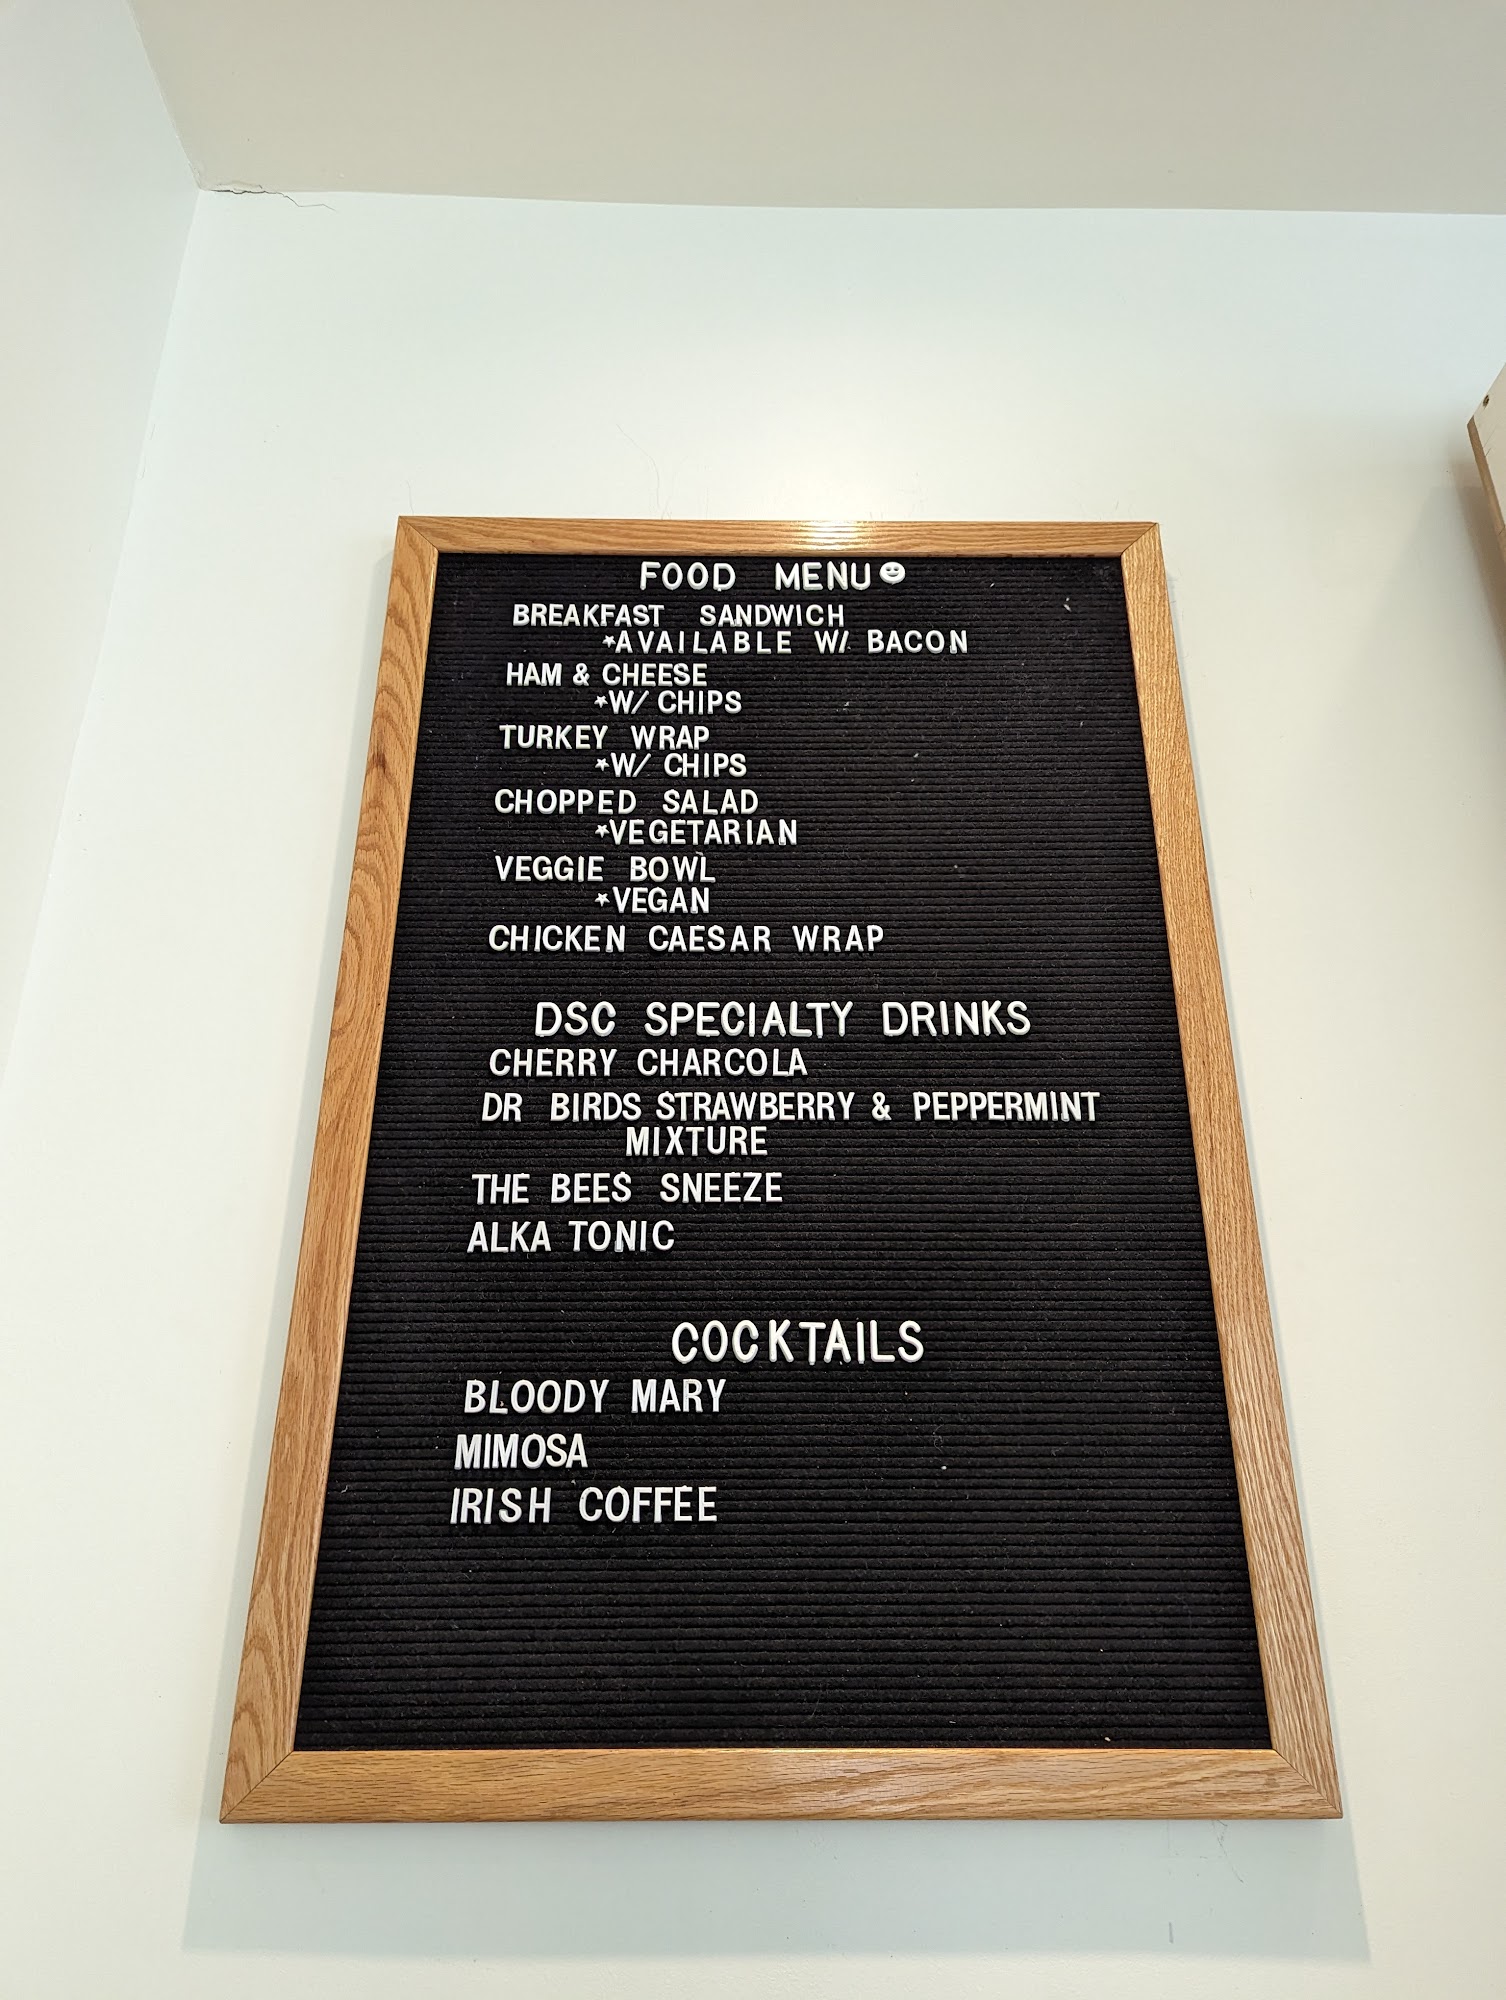 FOOD MENU☻
BREAKFAST SANDWICH
*AVAILABLE W/ BACON
HAM & CHEESE
*W/ CHIPS
TURKEY WRAP
*W/ CHIPS
CHOPPED SALAD
*VEGETARIAN
VEGGIE BOWL
*VEGAN
CHICKEN CAESAR WRAP
DSC SPECIALTY DRINKS
CHERRY CHARCOLA
DR BIRDS STRAWBERRY & PEPPERMINT
MIXTURE
THE BEES SNEEZE
ALKA TONIC
COCKTAILS
BLOODY MARY
MIMOSA
IRISH COFFEE